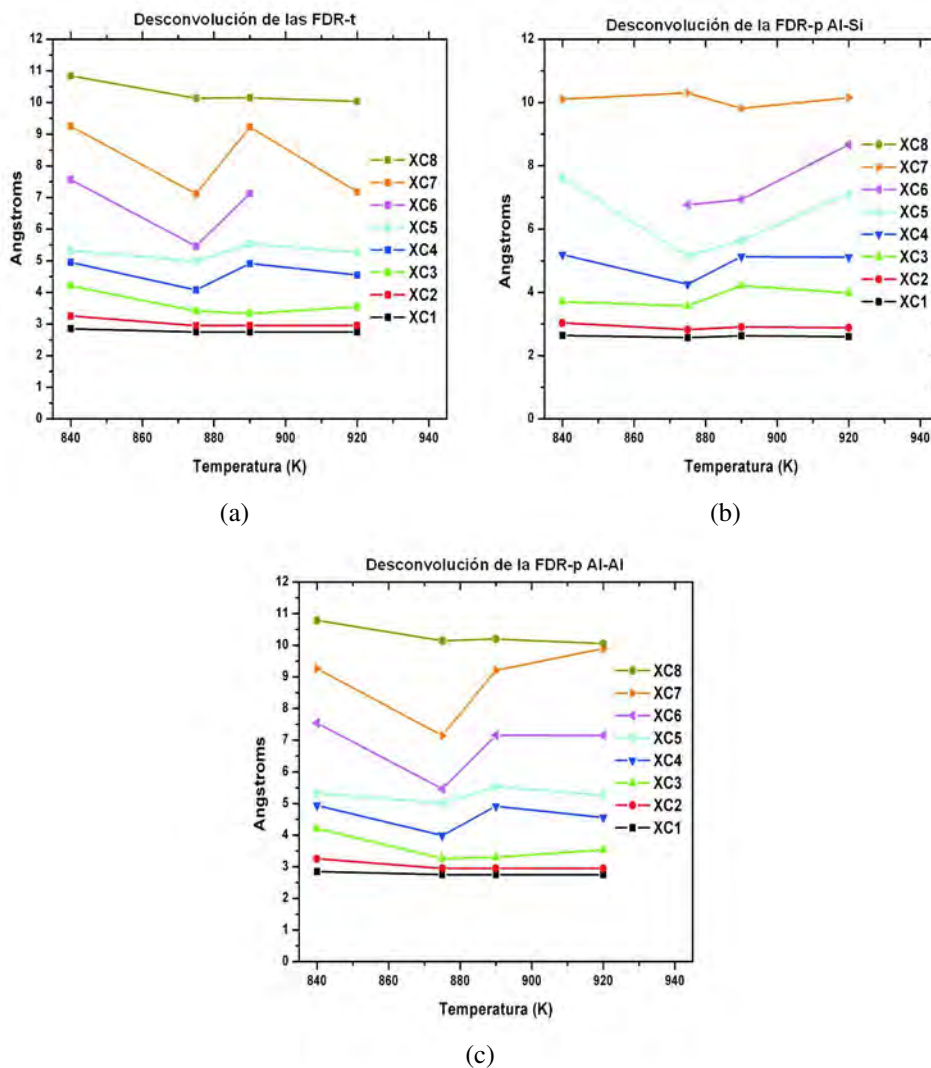 Desconvolución de las FDR-t
12
11
10
9
8
7
6
5
4
3
2
1
0
Angstroms
XC8
XC7
XC6
XC5
XC4
XC3
XC2
XC1
840 860 880 900 920 940
Temperatura (K)
(a)
Desconvolución de la FDR-p Al-Si
12
10
8
6
4
2
0
Angstroms
XC8
XC7
XC6
XC5
XC4
XC3
XC2
XC1
840 860 880 900 920 940
Temperatura (K)
(b)
Desconvolución de la FDR-p Al-Al
12
11
10
9
8
7
6
5
4
3
2
1
0
Angstroms
XC8
XC7
XC6
XC5
XC4
XC3
XC2
XC1
840 860 880 900 920 940
Temperatura (K)
(c)